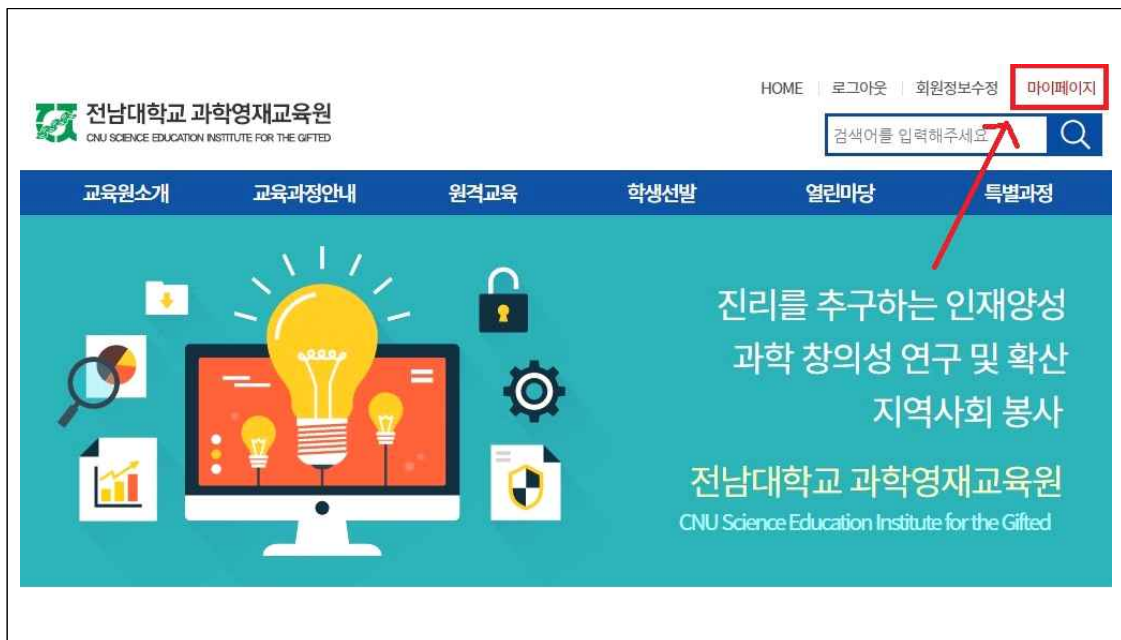 HOME 로그아웃 회원정보수정 마이페이지
전남대학교 과학영재교육원
CNU SCIENCE EDUCATION INSTITUTE FOR THE GIFTED
검색어를 입력해주세요
교육원소개 교육과정안내 원격교육 학생선발 열린마당 특별과정
진리를 추구하는 인재양성
과학 창의성 연구 및 확산
지역사회 봉사
전남대학교 과학영재교육원
CNU Science Education Institute for the Gifted